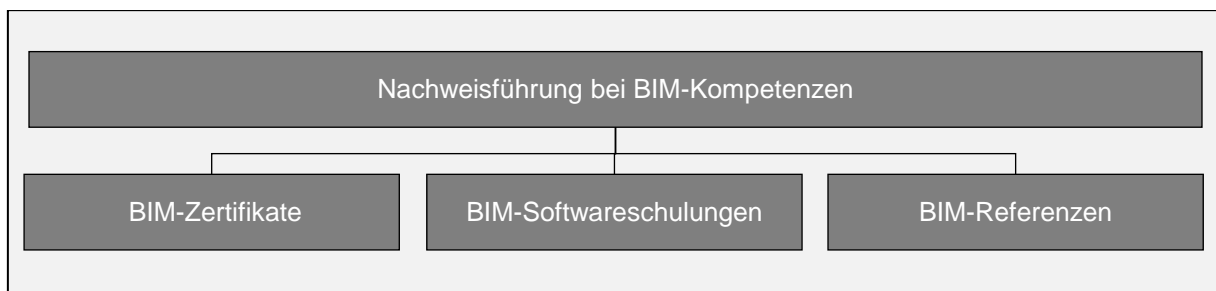 Nachweisführung bei BIM-Kompetenzen
BIM-Zertifikate
BIM-Softwareschulungen
BIM-Referenzen